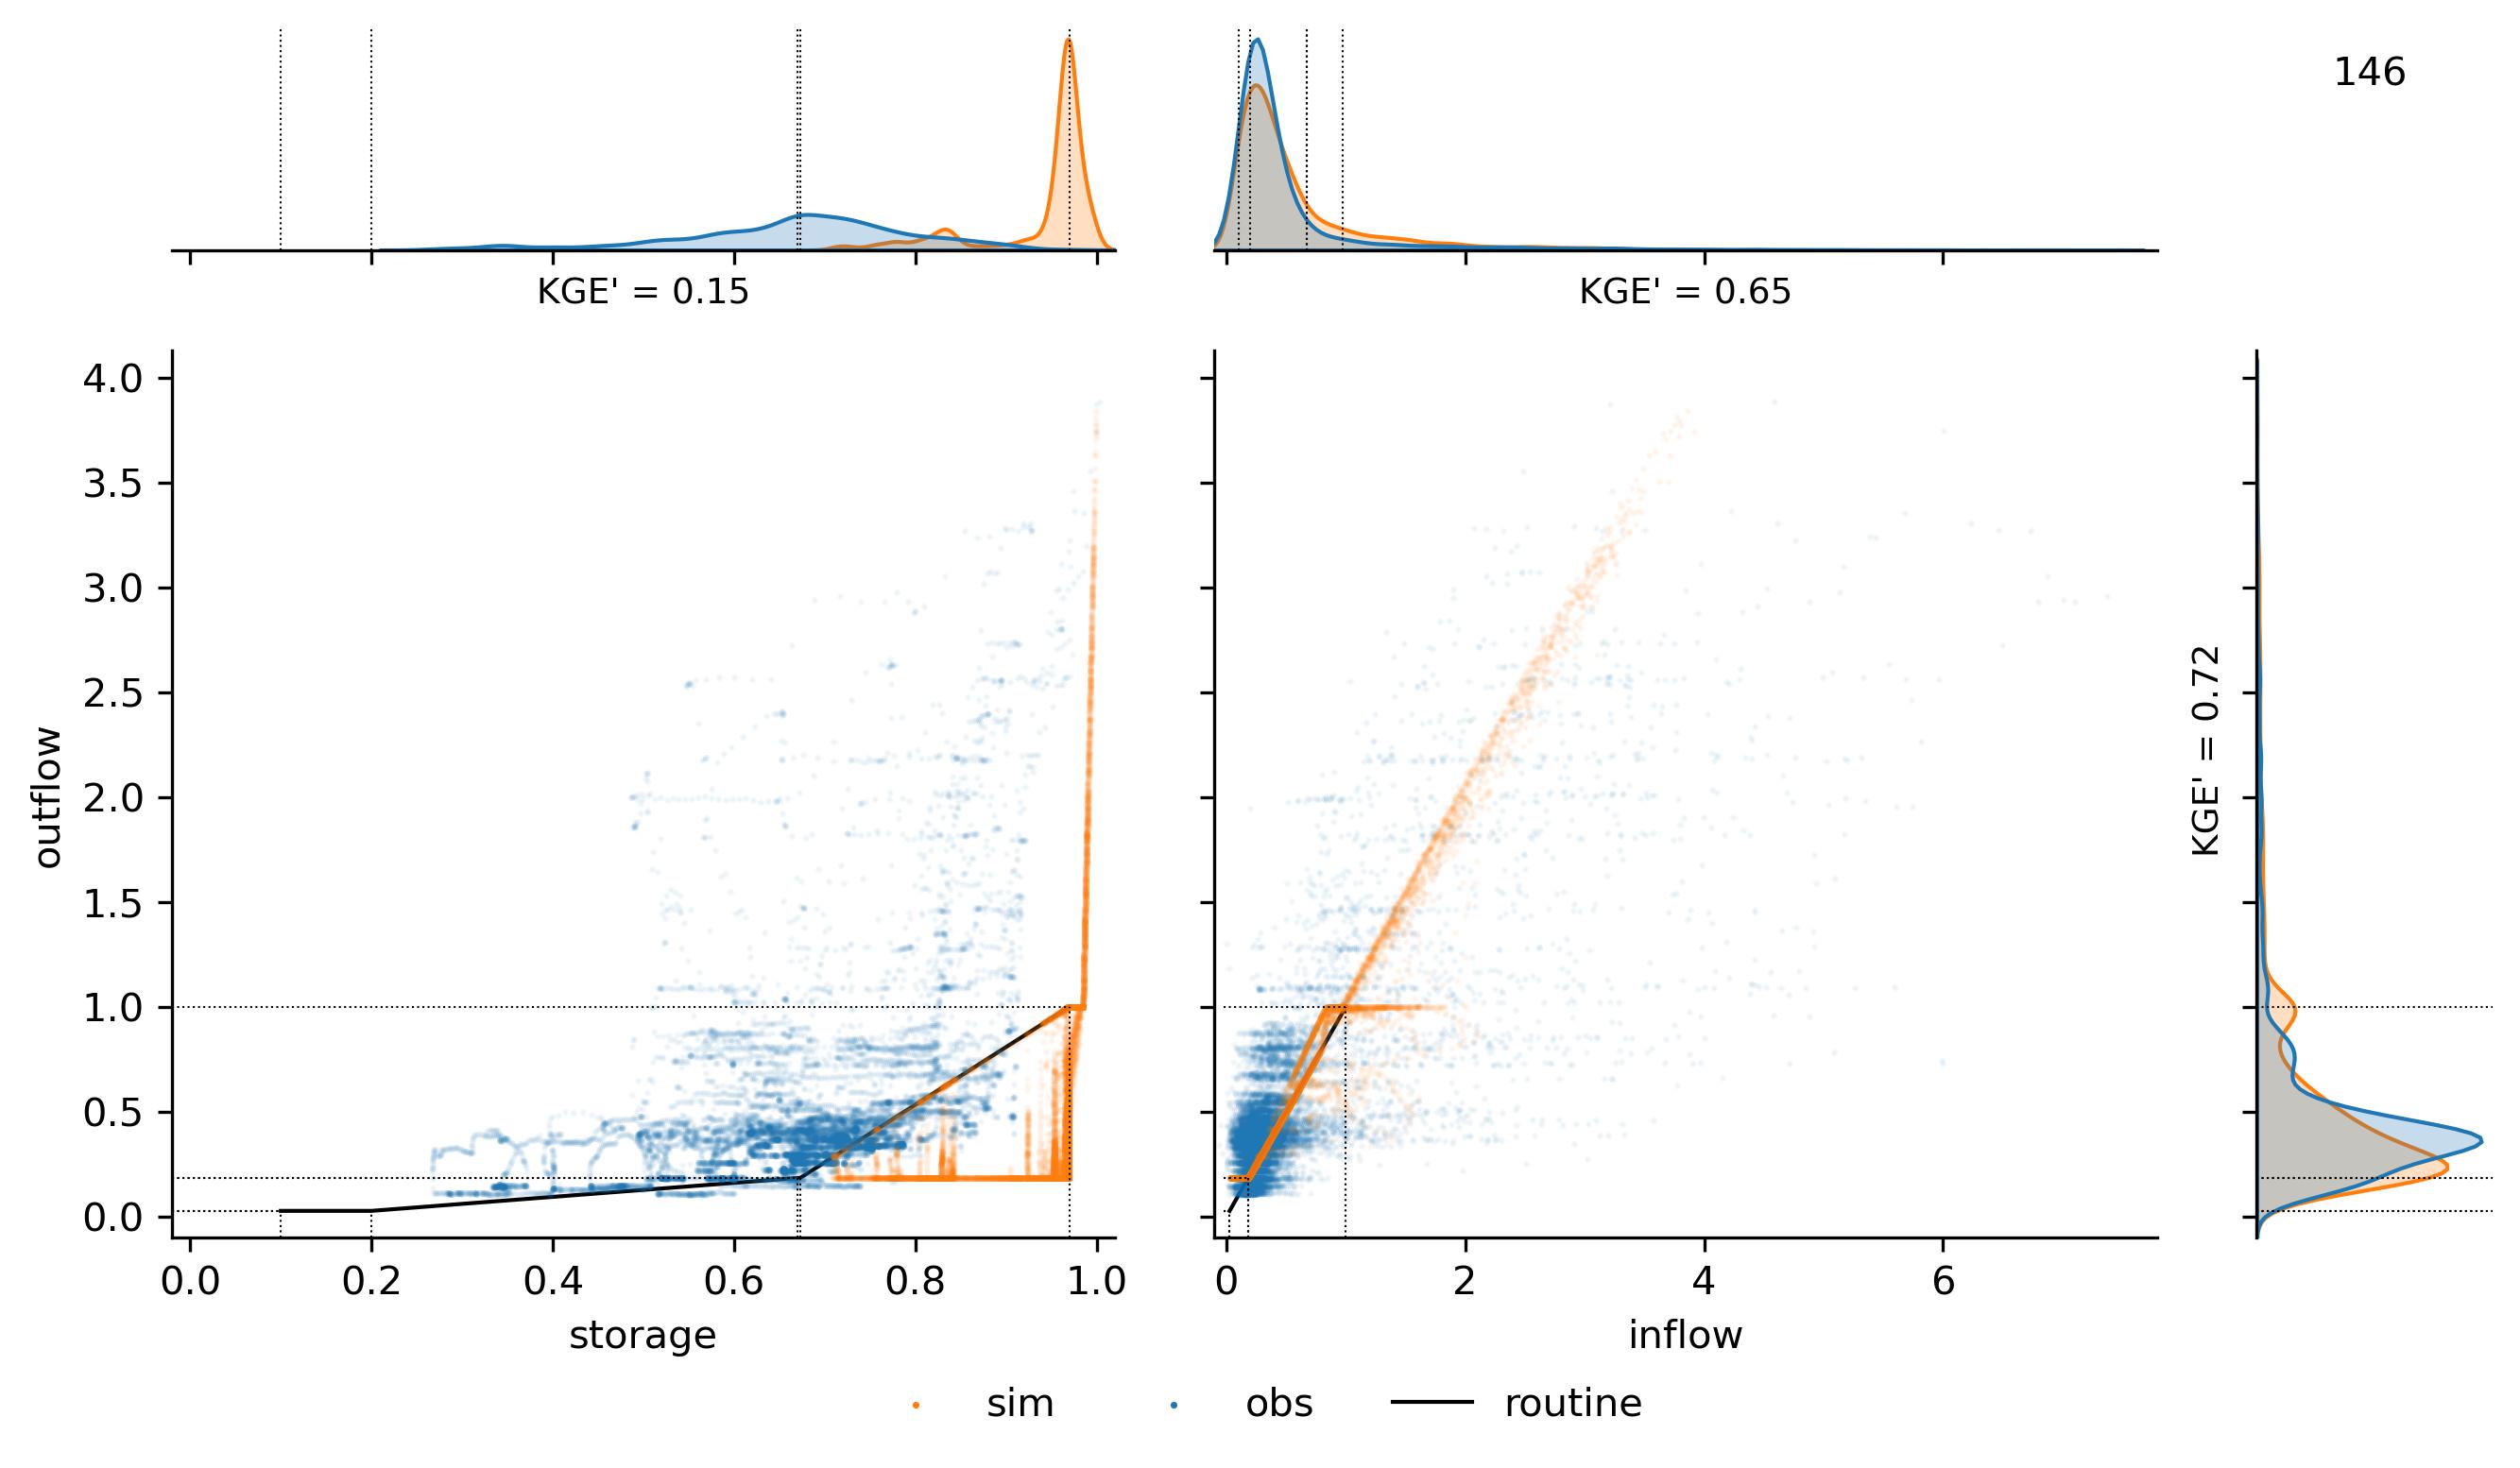 146
KGE' = 0.15
KGE' = 0.65
4.0
3.5
3.0
2.5
2.0
1.5
1.0
0.5
0.0
outflow
KGE' = 0.72
0.0 0.2 0.4 0.6 0.8 1.0
0 2 4 6
storage
inflow
sim obs routine